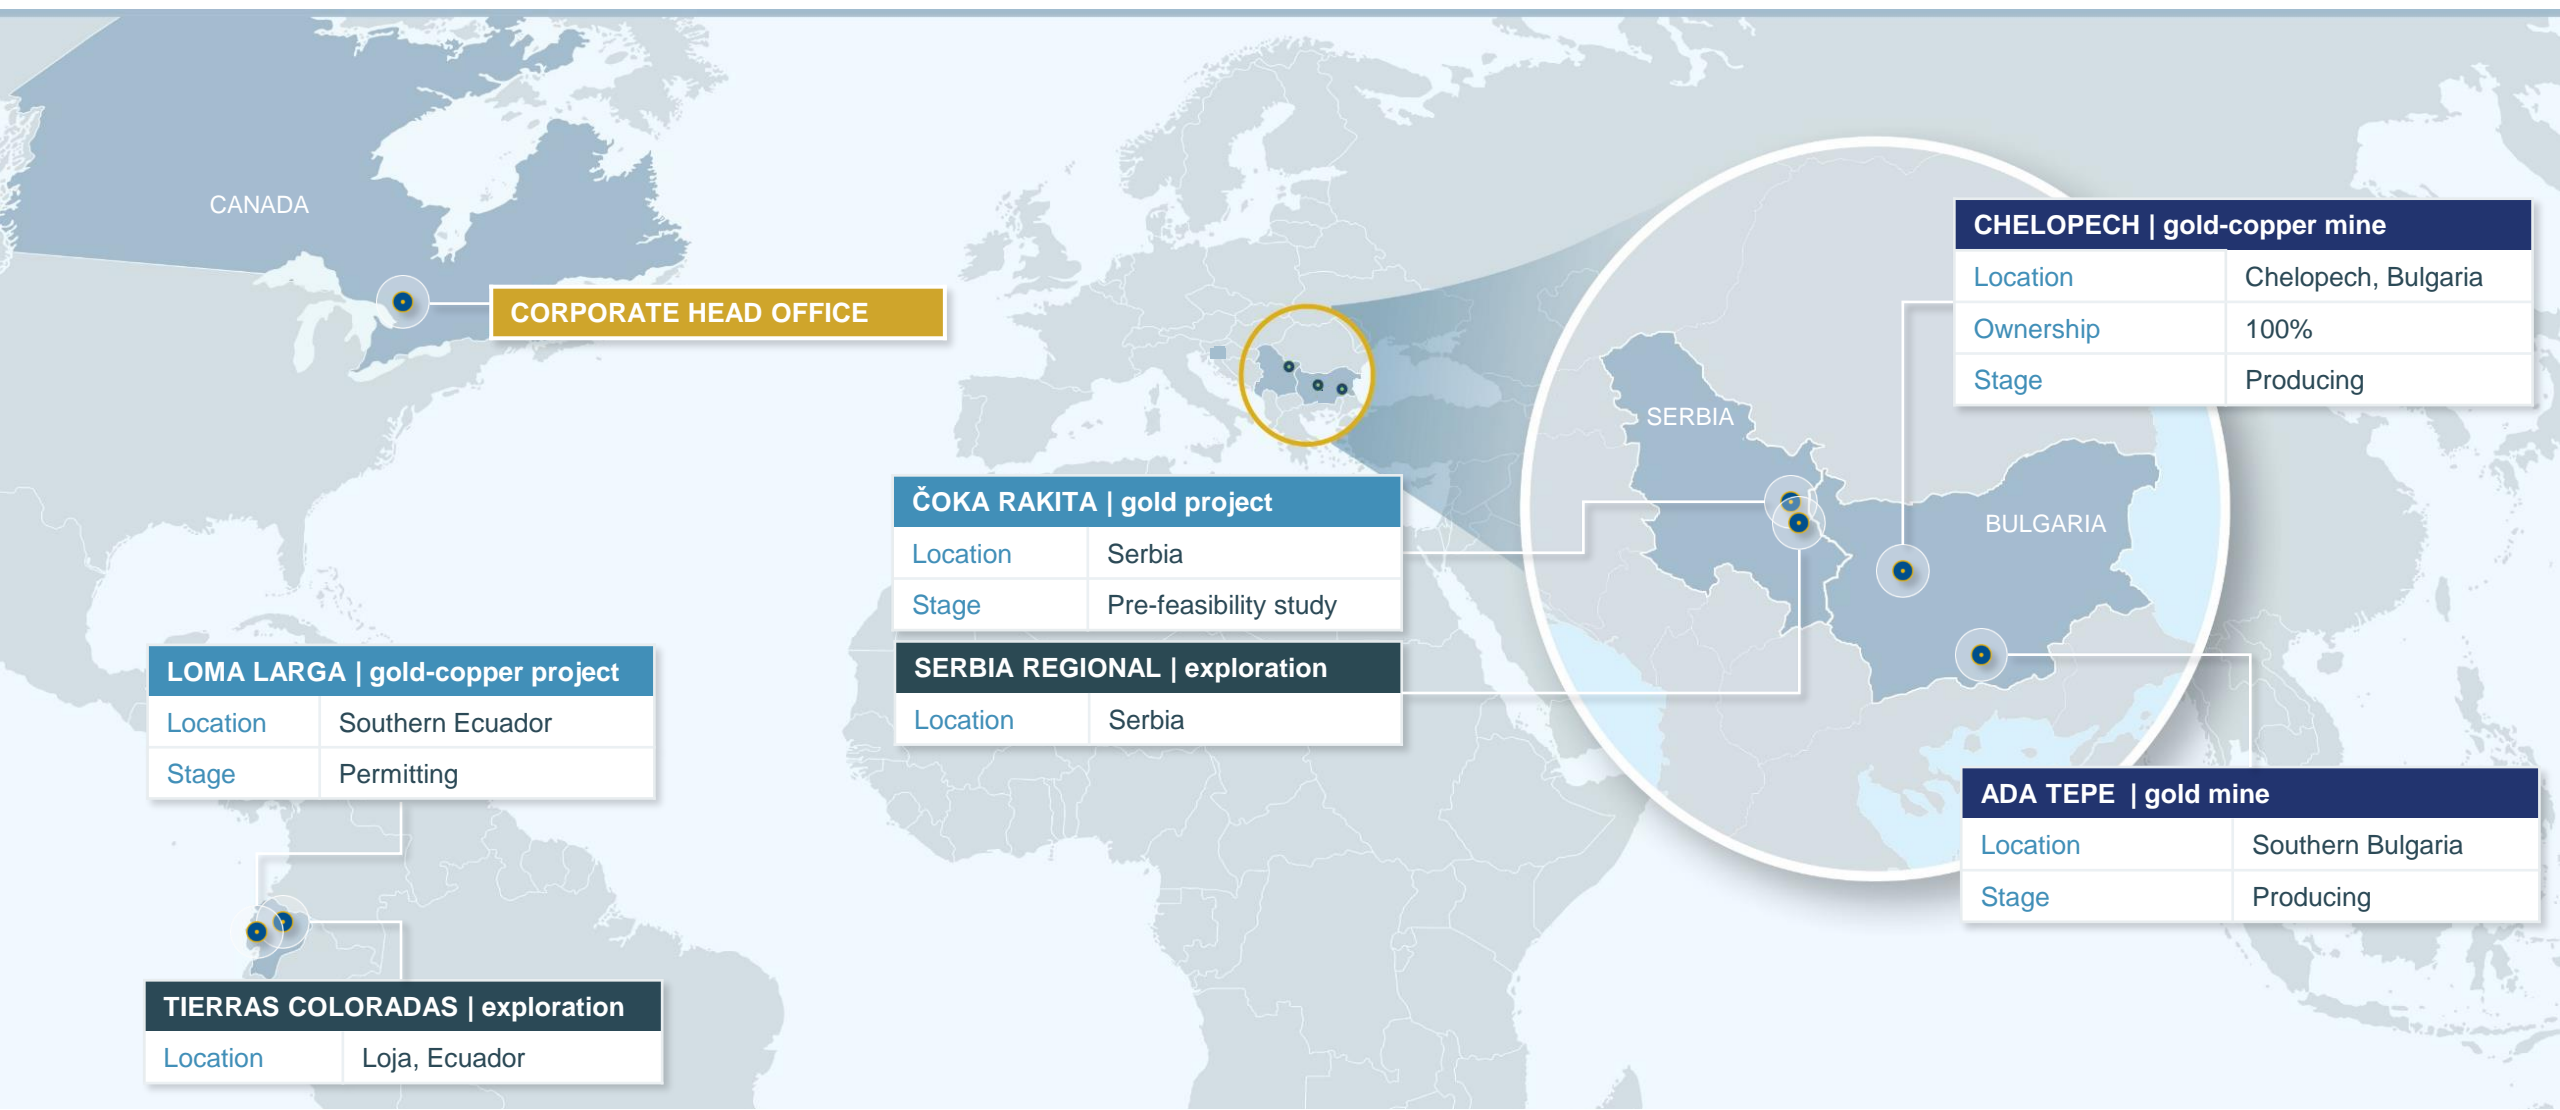 CANADA
CORPORATE HEAD OFFICE
CHELOPECH | gold-copper mine
Location Chelopech, Bulgaria
Ownership 100%
Stage Producing
SERBIA
BULGARIA
ČOKA RAKITA | gold project
Location Serbia
Stage Pre-feasibility study
SERBIA REGIONAL | exploration
Location Serbia
LOMA LARGA | gold-copper project
Location Southern Ecuador
Stage Permitting
ADA TEPE | gold mine
Location Southern Bulgaria
Stage Producing
TIERRAS COLORADAS | exploration
Location Loja, Ecuador